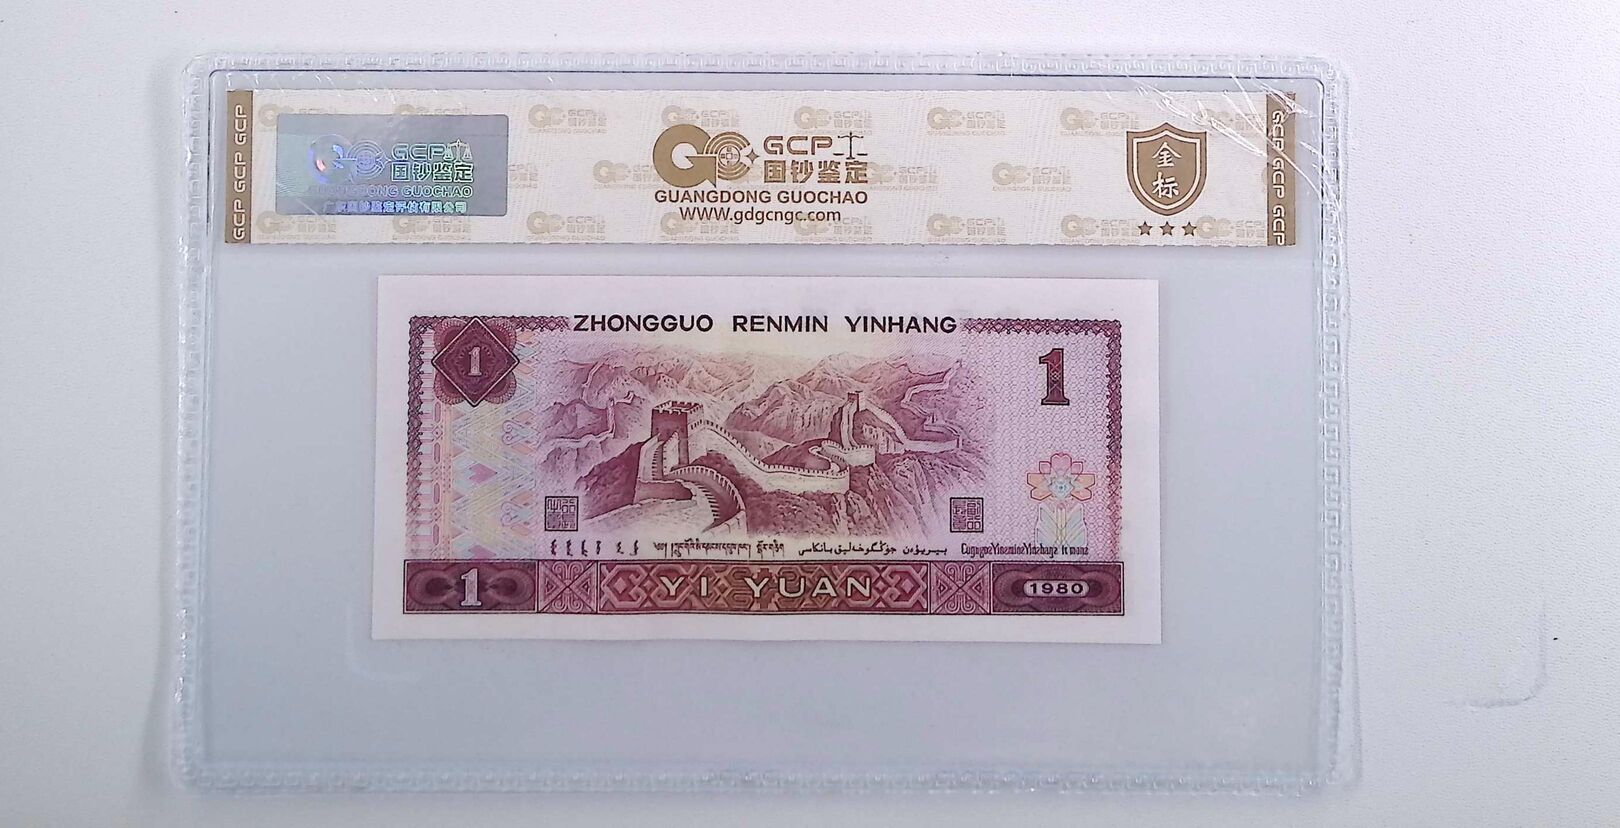 GCP GCP GCP
GCP
国钞鉴定
GUANGDONG GUOCHAO
GCP
国钞鉴定
GUANGDONG GUOCHAO
WWW.gdgcngc.com
金
标
GCP GCP GCP
ZHONGGUO RENMIN YINHANG
1
1
1
YI YUAN
1980